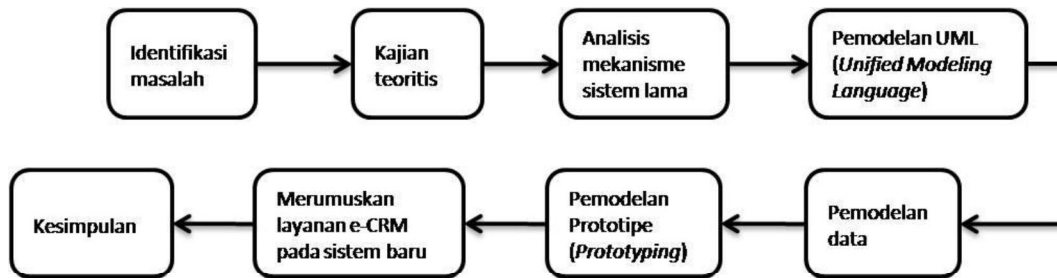 Identifikasi
masalah
Kajian
teoritis
Analisis
mekanisme
sistem lama
Pemodelan UML
(Unified Modeling
Language)
Pemodelan
data
Pemodelan
Prototipe
(Prototyping)
Merumuskan
layanan e-CRM
pada sistem baru
Kesimpulan